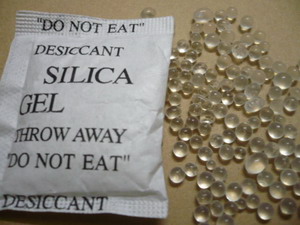 "DO NOT EAT"
DESICCANT
SILICA
GEL
THROW AWAY
"DO NOT EAT"
DESICCANT